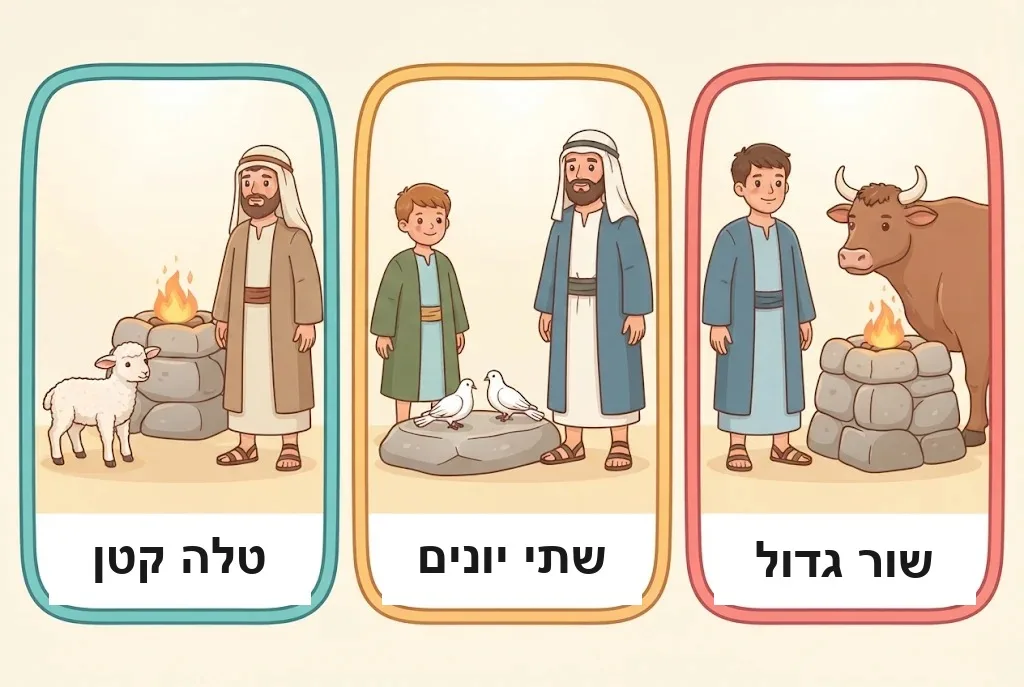 שור גדול
שתי יונים
טלה קטן